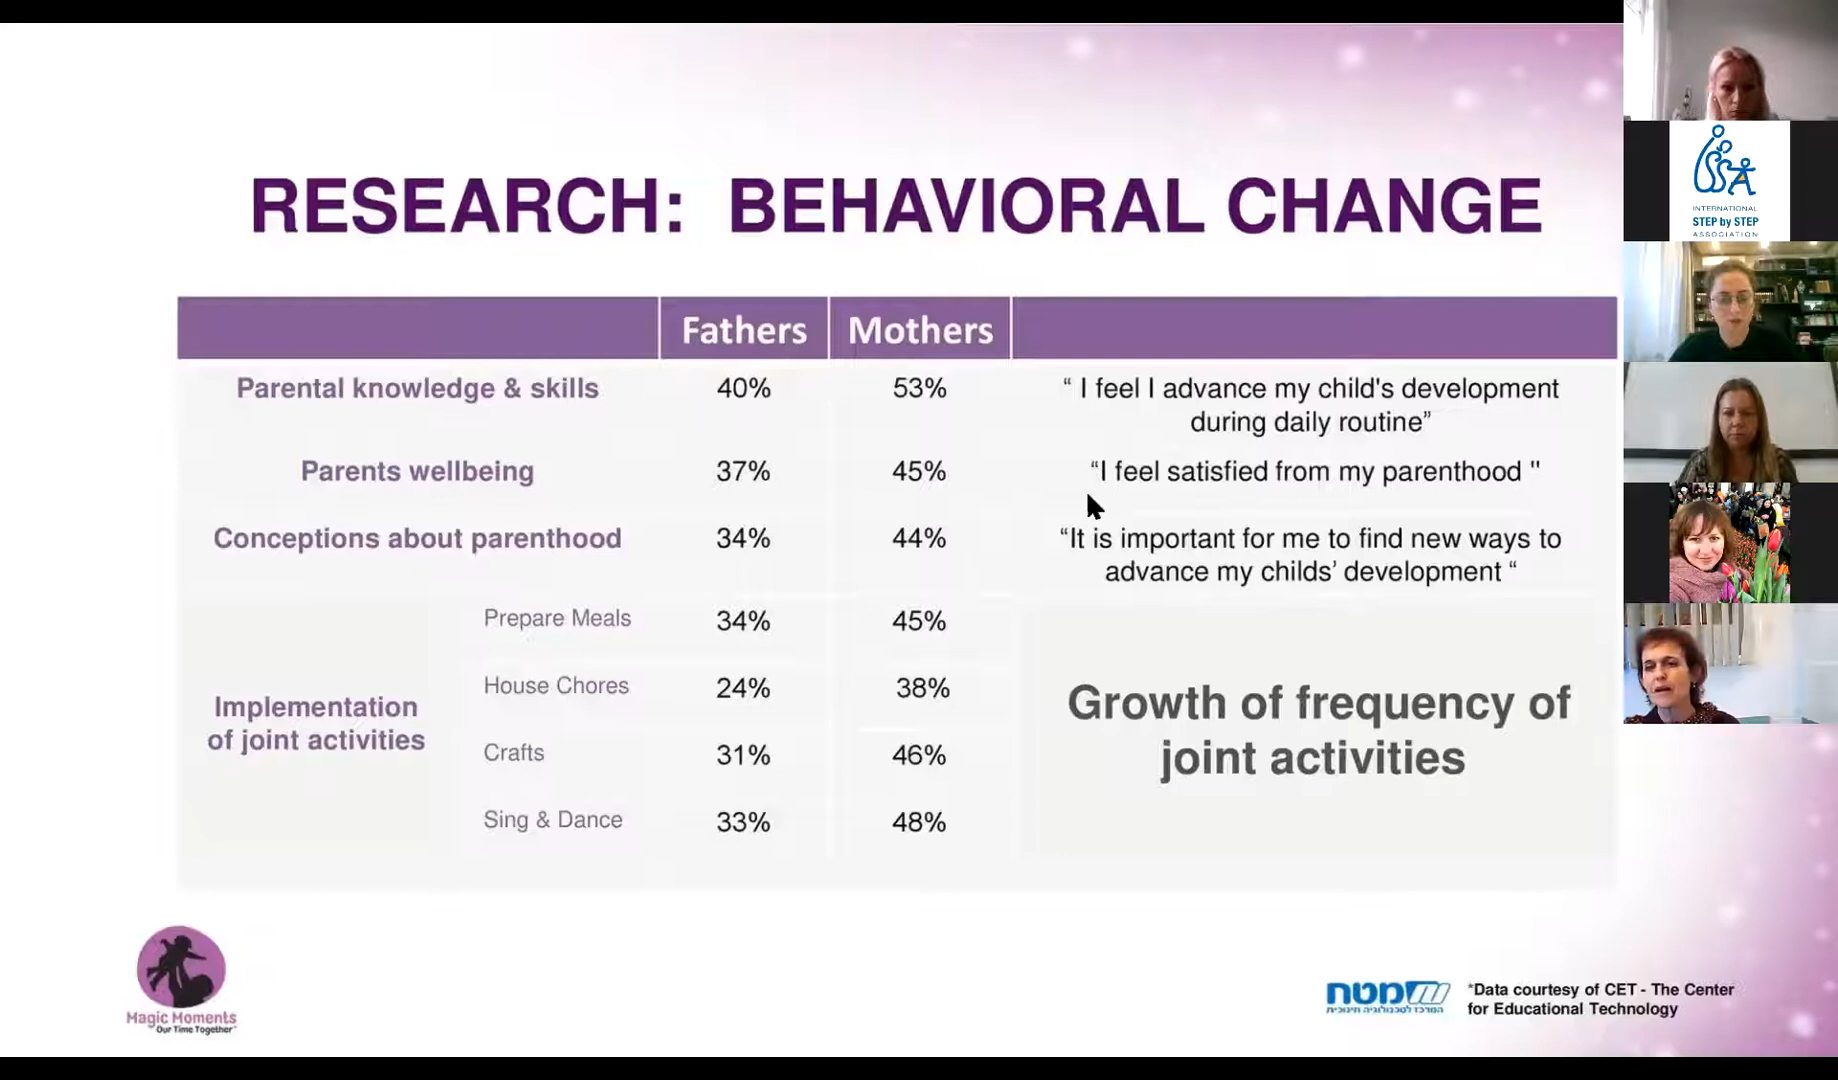 RESEARCH: BEHAVIORAL CHANGE
Fathers Mothers
Parental knowledge & skills 40% 53% “ I feel I advance my child's development
during daily routine”
Parents wellbeing 37% 45% “I feel satisfied from my parenthood "
Conceptions about parenthood 34% 44% “It is important for me to find new ways to
advance my childs’ development “
Implementation
of joint activities
Prepare Meals 34% 45%
House Chores 24% 38%
Crafts 31% 46%
Sing & Dance 33% 48%
Growth of frequency of
joint activities
Magic Moments
Our Time Together
מטח
המרכז לטכנולוגיה חינוכית
*Data courtesy of CET - The Center
for Educational Technology
ISSA
INTERNATIONAL
STEP by STEP
ASSOCIATION